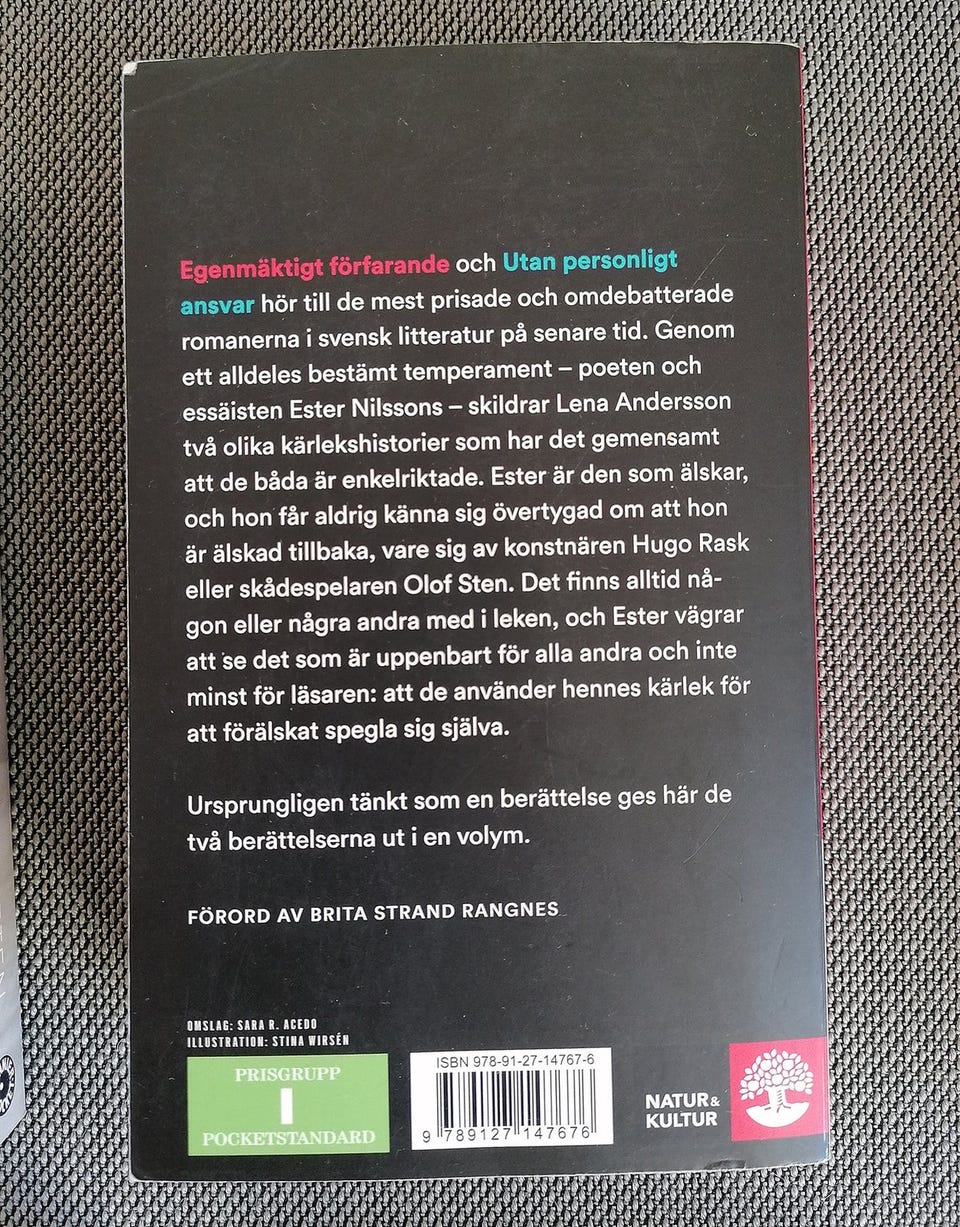 Egenmäktigt förfarande och Utan personligt
ansvar hör till de mest prisade och omdebatterade
romanerna i svensk litteratur på senare tid. Genom
ett alldeles bestämt temperament – poeten och
essäisten Ester Nilssons – skildrar Lena Andersson
två olika kärlekshistorier som har det gemensamt
att de båda är enkelriktade. Ester är den som älskar,
och hon får aldrig känna sig övertygad om att hon
är älskad tillbaka, vare sig av konstnären Hugo Rask
eller skådespelaren Olof Sten. Det finns alltid nå-
gon eller några andra med i leken, och Ester vägrar
att se det som är uppenbart för alla andra och inte
minst för läsaren: att de använder hennes kärlek för
att förälskat spegla sig själva.
Ursprungligen tänkt som en berättelse ges här de
två berättelserna ut i en volym.
FÖRORD AV BRITA STRAND RANGNES
OMSLAG: SARA R. ACEDO
ILLUSTRATION: STINA WIRSÉN
PRISGRUPP
I
POCKETSTANDARD
ISBN 978-91-27-14767-6
9 789127 147676
NATUR &
KULTUR